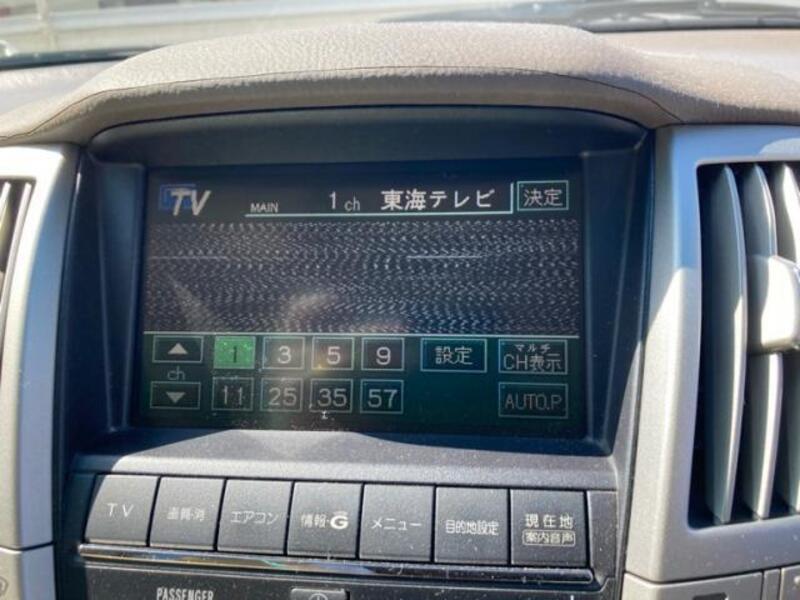 TV MAIN 1 ch 東海テレビ 決定
1 3 5 9 設定 マルチ CH表示
ch
11 25 35 57 AUTO.P
TV 画質・消 エアコン 情報・G メニュー 目的地設定 現在地 案内音声
PASSENGER